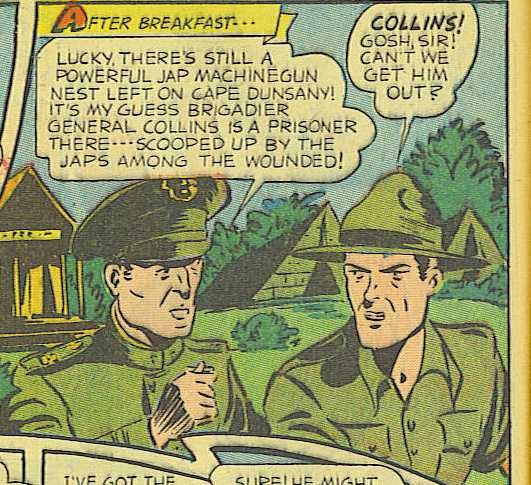 AFTER BREAKFAST---
LUCKY, THERE'S STILL A
POWERFUL JAP MACHINEGUN
NEST LEFT ON CAPE DUNSANY!
IT'S MY GUESS BRIGADIER
GENERAL COLLINS IS A PRISONER
THERE---SCOOPED UP BY THE
JAPS AMONG THE WOUNDED!
COLLINS!
GOSH, SIR!
CAN'T WE
GET HIM
OUT?
I'VE GOT THE
SURE! HE MIGHT